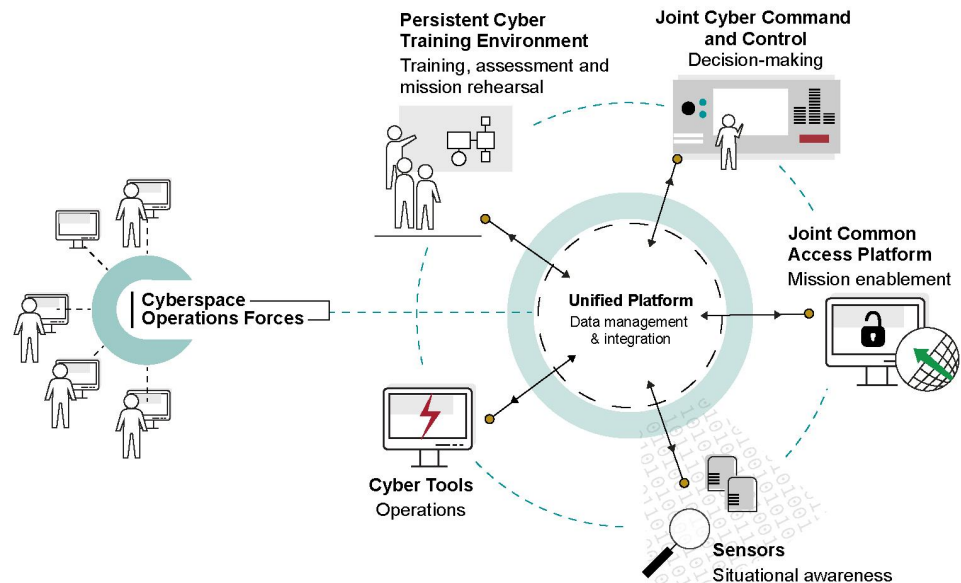 Persistent Cyber
Training Environment
Training, assessment and
mission rehearsal
Joint Cyber Command
and Control
Decision-making
Joint Common
Access Platform
Mission enablement
Cyberspace
Operations Forces
Unified Platform
Data management
& integration
Cyber Tools
Operations
Sensors
Situational awareness